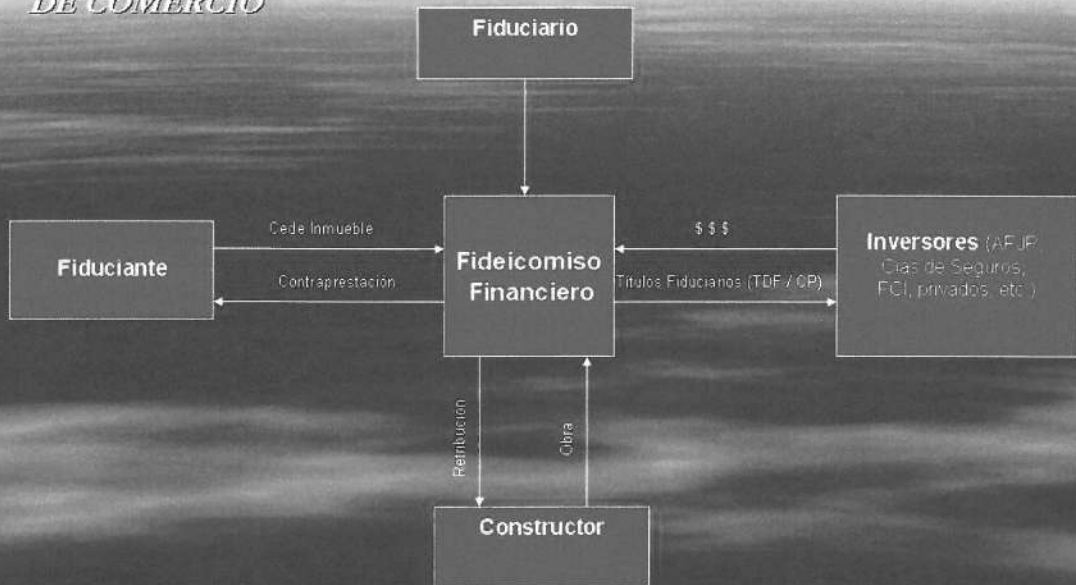 DE COMERCIO
Fiduciario
Fiduciante
Cede Inmueble
Contraprestación
Fideicomiso
Financiero
$ $ $
Títulos Fiduciarios (TDF / CP)
Inversores (AFJP,
Cías de Seguros,
FCI, privados, etc.)
Retribución
Obra
Constructor